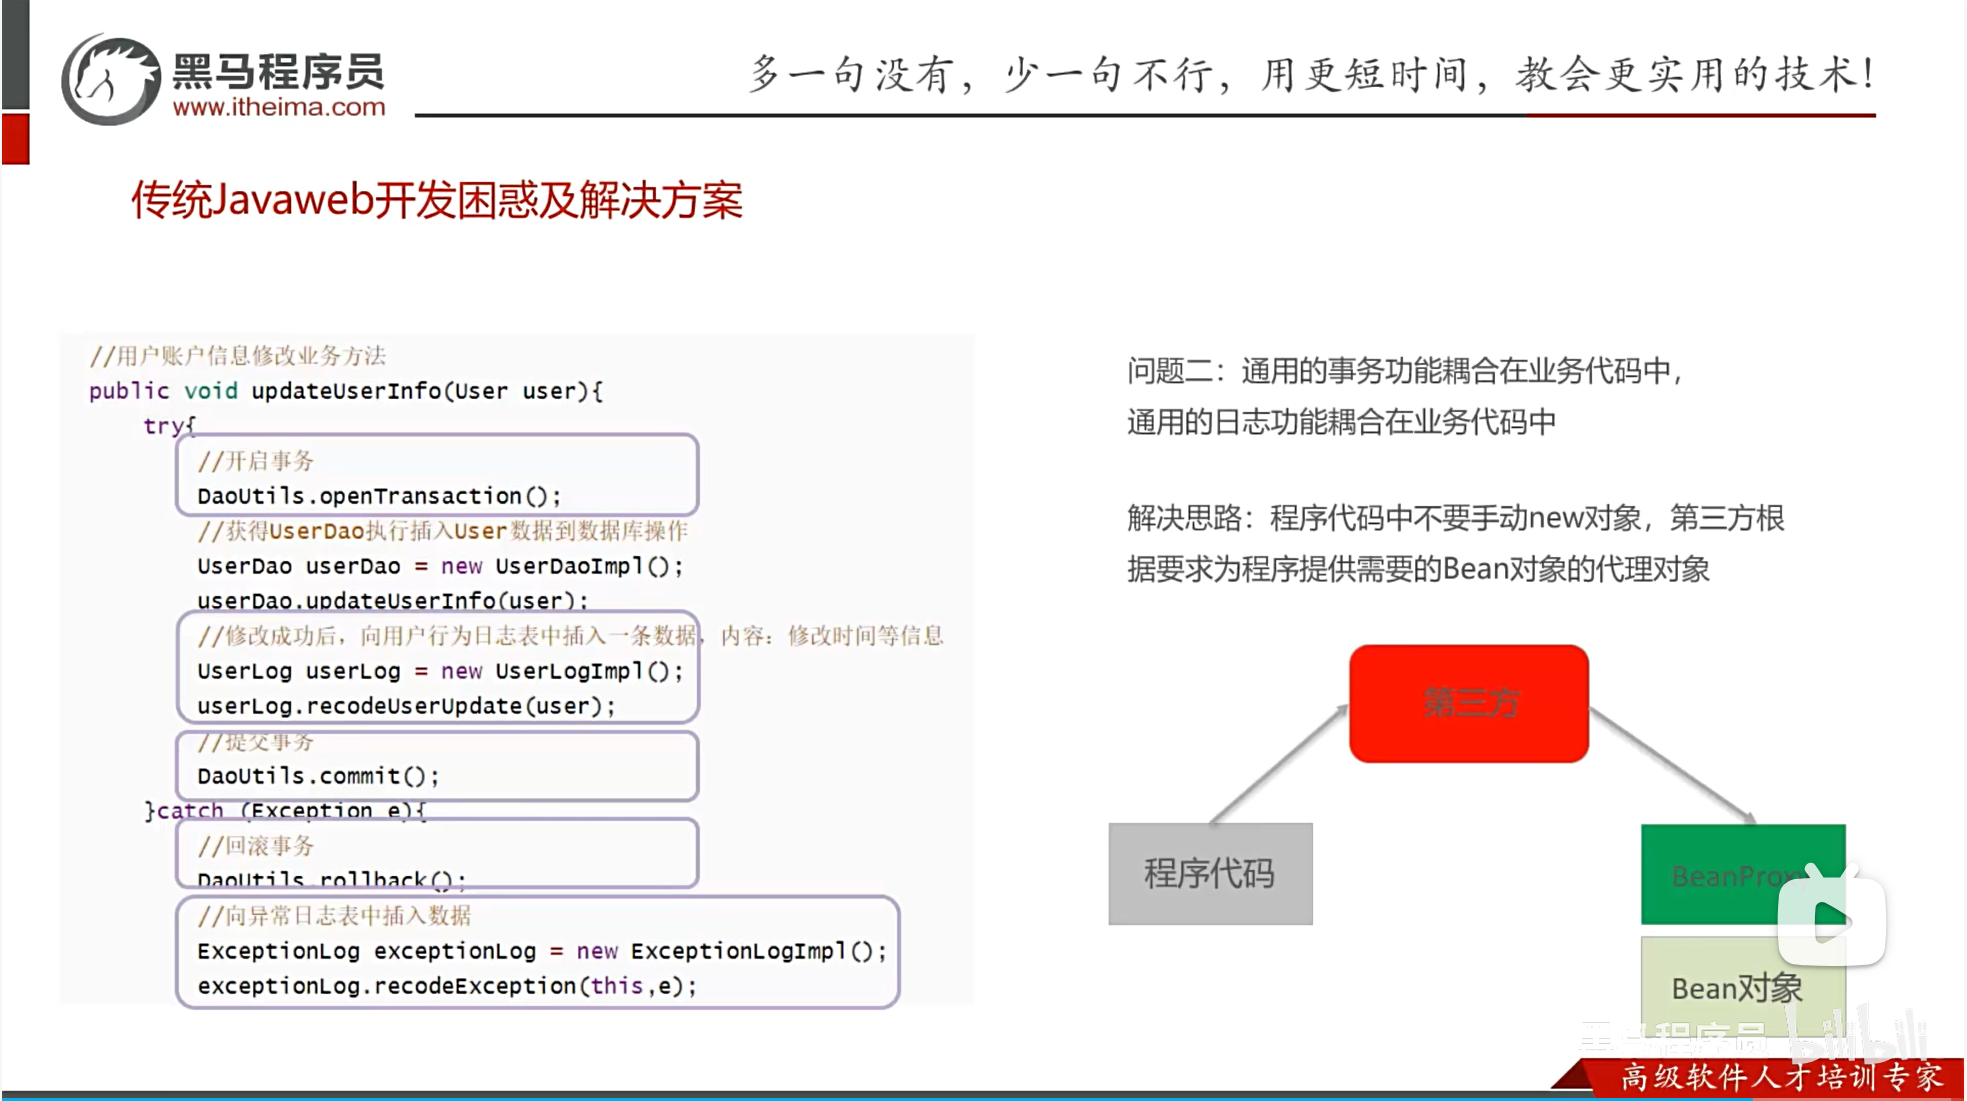 黑马程序员
www.itheima.com
多一句没有，少一句不行，用更短时间，教会更实用的技术！
传统Javaweb开发困惑及解决方案
//用户账户信息修改业务方法
public void updateUserInfo(User user){
try{
//开启事务
DaoUtils.openTransaction();
//获得UserDao执行插入User数据到数据库操作
UserDao userDao = new UserDaoImpl();
userDao.updateUserInfo(user);
//修改成功后，向用户行为日志表中插入一条数据，内容：修改时间等信息
UserLog userLog = new UserLogImpl();
userLog.recodeUserUpdate(user);
//提交事务
DaoUtils.commit();
}catch (Exception e){
//回滚事务
DaoUtils.rollback();
//向异常日志表中插入数据
ExceptionLog exceptionLog = new ExceptionLogImpl();
exceptionLog.recodeException(this,e);
问题二：通用的事务功能耦合在业务代码中，
通用的日志功能耦合在业务代码中
解决思路：程序代码中不要手动new对象，第三方根
据要求为程序提供需要的Bean对象的代理对象
第三方
程序代码
BeanProxy
Bean对象
黑马程序员 bilibili
高级软件人才培训专家